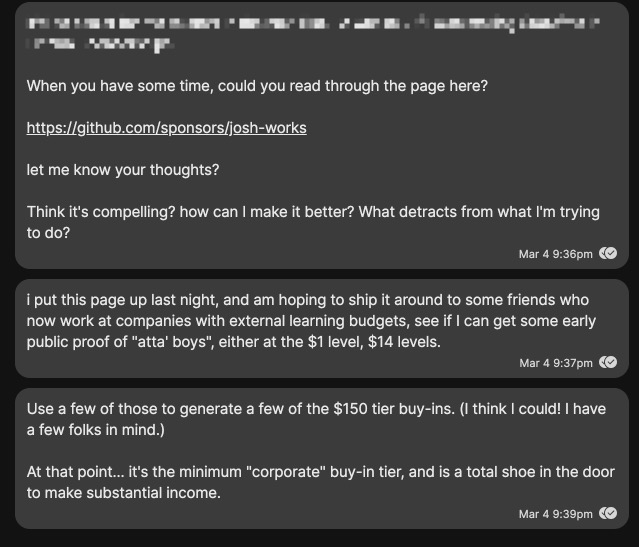 When you have some time, could you read through the page here?
https://github.com/sponsors/josh-works
let me know your thoughts?
Think it's compelling? how can I make it better? What detracts from what I'm trying
to do?
Mar 4 9:36pm
i put this page up last night, and am hoping to ship it around to some friends who
now work at companies with external learning budgets, see if I can get some early
public proof of "atta' boys", either at the $1 level, $14 levels.
Mar 4 9:37pm
Use a few of those to generate a few of the $150 tier buy-ins. (I think I could! I have
a few folks in mind.)
At that point... it's the minimum "corporate" buy-in tier, and is a total shoe in the door
to make substantial income.
Mar 4 9:39pm